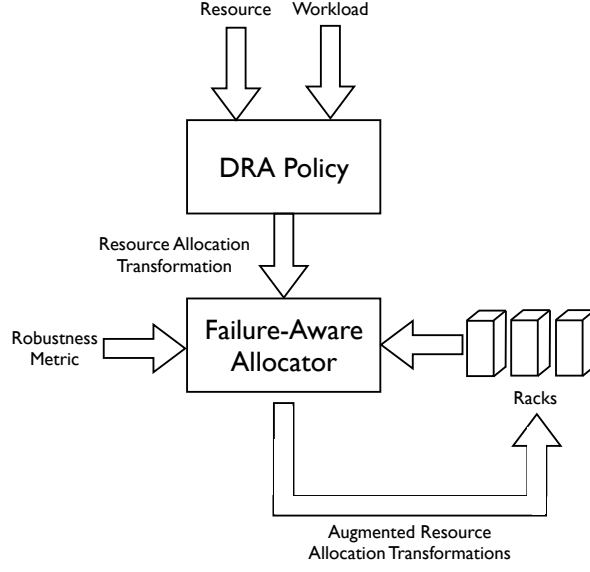 Resource Workload
DRA Policy
Resource Allocation
Transformation
Failure-Aware
Allocator
Robustness
Metric
Racks
Augmented Resource
Allocation Transformations